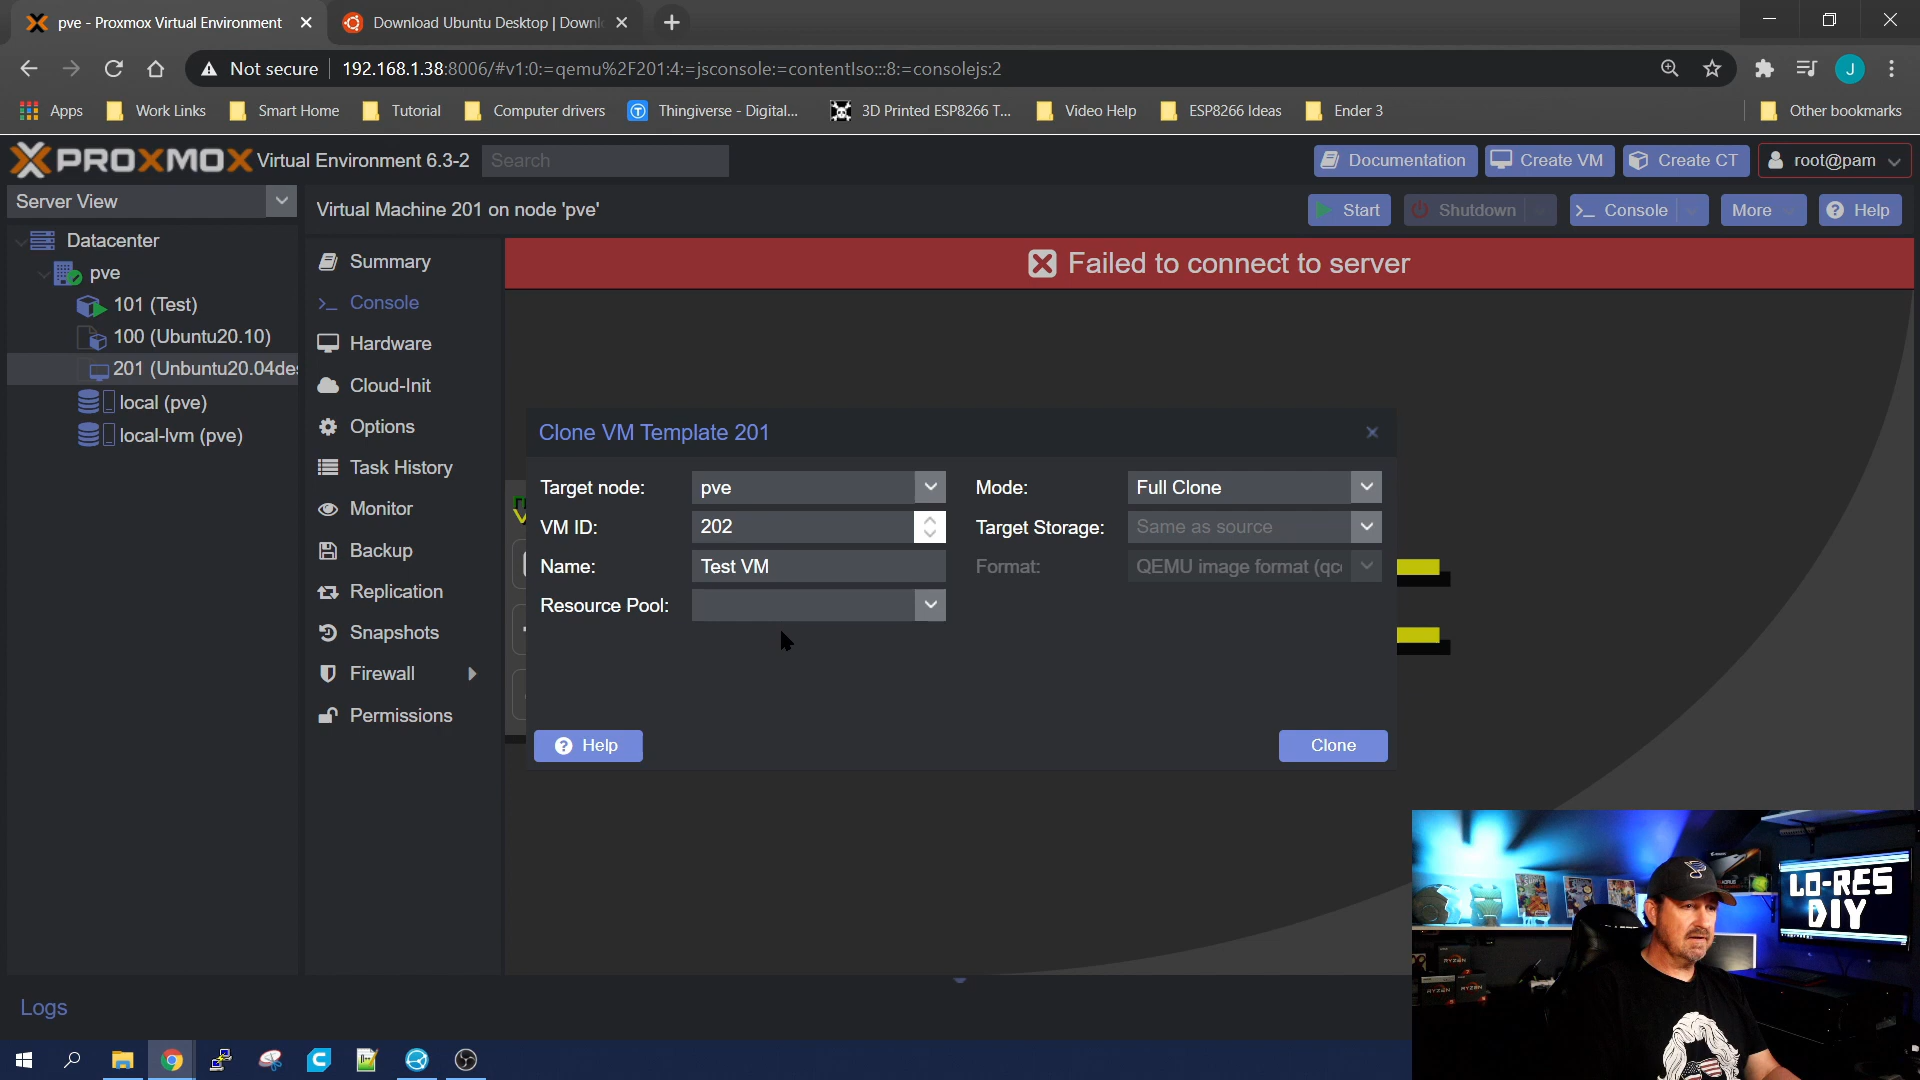 pve - Proxmox Virtual Environment
Download Ubuntu Desktop | Downl
Not secure
192.168.1.38:8006/#v1:0:=qemu%2F201:4:=jsconsole:=contentIso:::8:=consolejs:2
J
Apps
Work Links
Smart Home
Tutorial
Computer drivers
Thingiverse - Digital...
3D Printed ESP8266 T...
Video Help
ESP8266 Ideas
Ender 3
Other bookmarks
PROXMOX
Virtual Environment 6.3-2
Search
Documentation
Create VM
Create CT
root@pam
Server View
Virtual Machine 201 on node 'pve'
Start
Shutdown
Console
More
Help
Datacenter
pve
101 (Test)
100 (Ubuntu20.10)
201 (Unbuntu20.04des
local (pve)
local-lvm (pve)
Summary
Console
Hardware
Cloud-Init
Options
Task History
Monitor
Backup
Replication
Snapshots
Firewall
Permissions
Failed to connect to server
Clone VM Template 201
Target node:
pve
Mode:
Full Clone
VM ID:
202
Target Storage:
Same as source
Name:
Test VM
Format:
QEMU image format (qc
Resource Pool:
Help
Clone
Logs
LO-RES
DIY
RYZEN
RYZEN
RYZEN